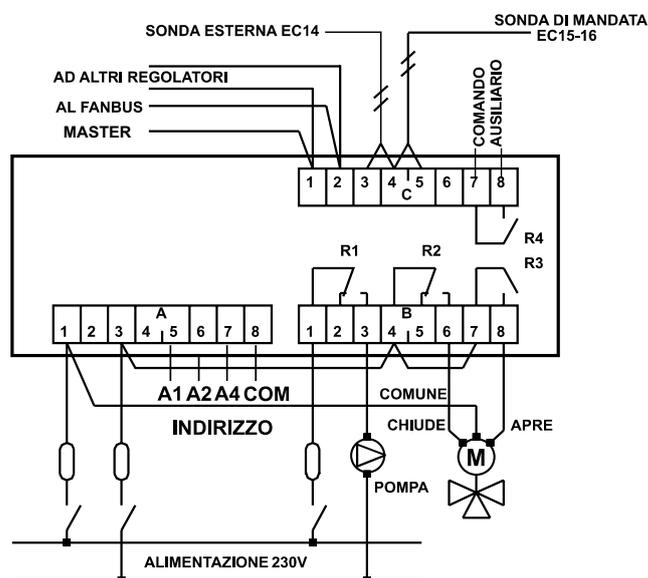 SONDA ESTERNA EC14
SONDA DI MANDATA
EC15-16
AD ALTRI REGOLATORI
AL FANBUS
MASTER
COMANDO
AUSILIARIO
1 2 3 4 5 6 7 8
C
R4
R1 R2 R3
A
1 2 3 4 5 6 7 8
B
1 2 3 4 5 6 7 8
A1 A2 A4 COM
INDIRIZZO
COMUNE
CHIUDE
APRE
M
POMPA
ALIMENTAZIONE 230V